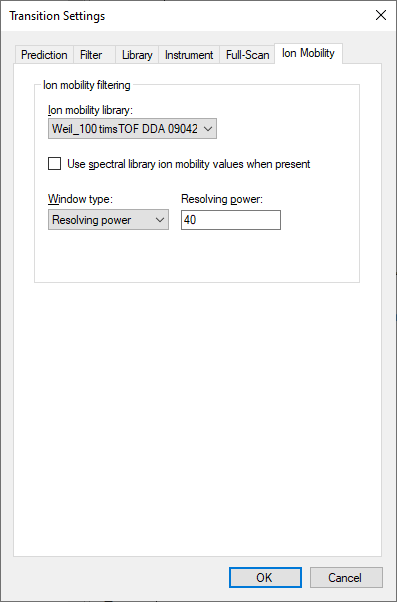 Transition Settings
Prediction Filter Library Instrument Full-Scan Ion Mobility
Ion mobility filtering
Ion mobility library:
Weil_100 timsTOF DDA 09042
Use spectral library ion mobility values when present
Window type: Resolving power:
Resolving power 40
OK Cancel